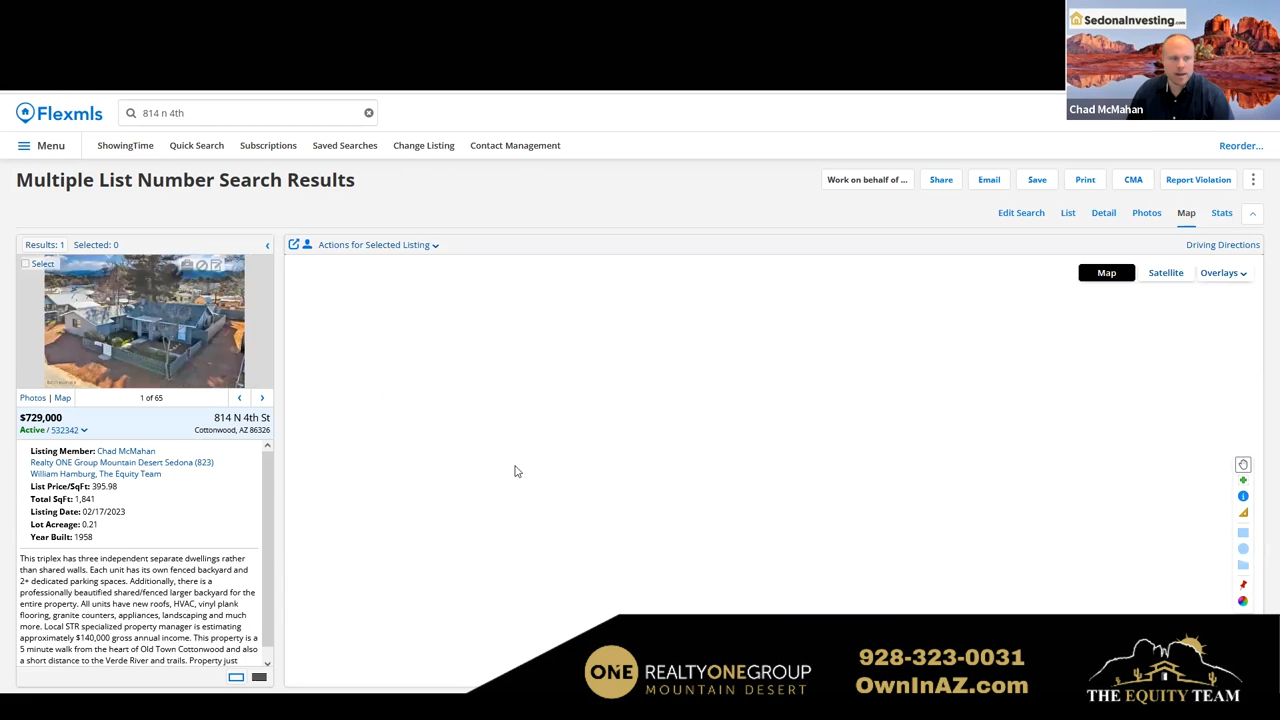 SedonaInvesting.com
Chad McMahan
Flexmls
814 n 4th
Menu
ShowingTime
Quick Search
Subscriptions
Saved Searches
Change Listing
Contact Management
Reorder...
Multiple List Number Search Results
Work on behalf of ...
Share
Email
Save
Print
CMA
Report Violation
Edit Search
List
Detail
Photos
Map
Stats
Results: 1
Selected: 0
Actions for Selected Listing
Driving Directions
Select
Map
Satellite
Overlays
Photos | Map
1 of 65
$729,000
814 N 4th St
Active / 532342
Cottonwood, AZ 86326
Listing Member: Chad McMahan
Realty ONE Group Mountain Desert Sedona (823)
William Hamburg, The Equity Team
List Price/SqFt: 395.98
Total SqFt: 1,841
Listing Date: 02/17/2023
Lot Acreage: 0.21
Year Built: 1958
This triplex has three independent separate dwellings rather
than shared walls. Each unit has its own fenced backyard and
2+ dedicated parking spaces. Additionally, there is a
professionally beautified shared/fenced larger backyard for the
entire property. All units have new roofs, HVAC, vinyl plank
flooring, granite counters, appliances, landscaping and much
more. Local STR specialized property manager is estimating
approximately $140,000 gross annual income. This property is a
5 minute walk from the heart of Old Town Cottonwood and also
a short distance to the Verde River and trails. Property just
ONE
REALTYONEGROUP
MOUNTAIN DESERT
928-323-0031
OwnInAZ.com
THE EQUITY TEAM